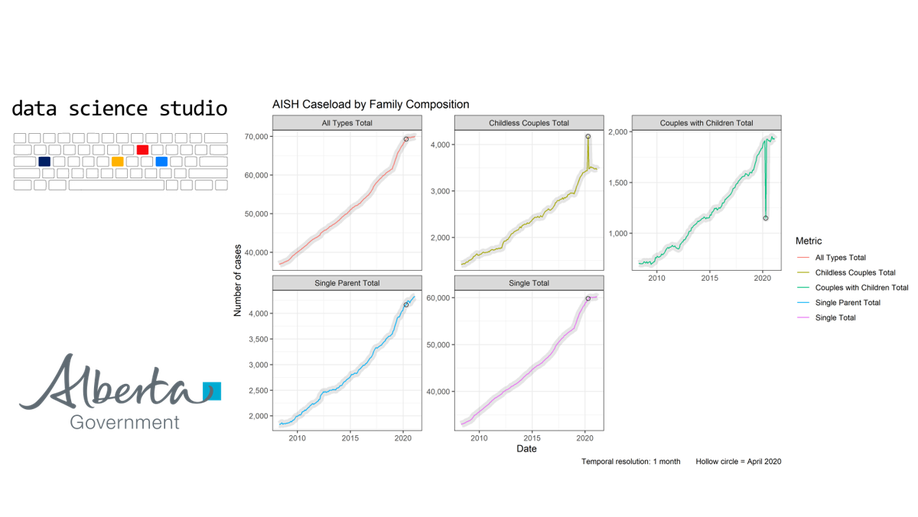 data science studio
Alberta
Government
AISH Caseload by Family Composition
All Types Total
Childless Couples Total
Couples with Children Total
70,000
60,000
50,000
40,000
4,000
3,000
2,000
2,000
1,500
1,000
2010
2015
2020
Number of cases
Single Parent Total
Single Total
4,000
3,500
3,000
2,500
2,000
60,000
40,000
2010
2015
2020
2010
2015
2020
Date
Metric
All Types Total
Childless Couples Total
Couples with Children Total
Single Parent Total
Single Total
Temporal resolution: 1 month
Hollow circle = April 2020